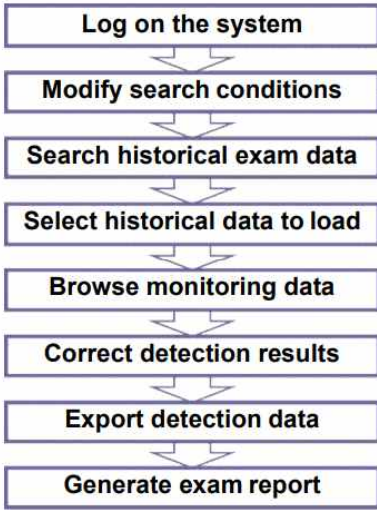 Log on the system
Modify search conditions
Search historical exam data
Select historical data to load
Browse monitoring data
Correct detection results
Export detection data
Generate exam report